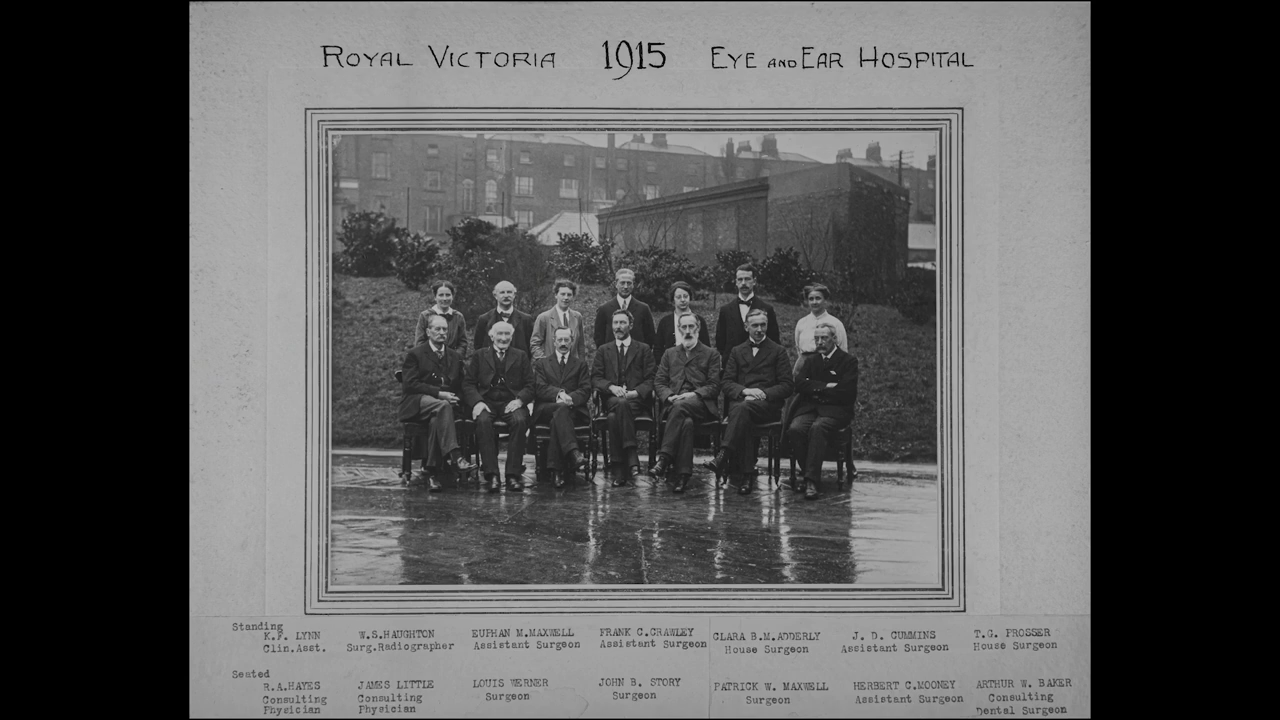 ROYAL VICTORIA 1915 EYE AND EAR HOSPITAL
Standing
K.F. LYNN W.S.HAUGHTON EUPHAN M.MAXWELL FRANK C.CRAWLEY CLARA B.M.ADDERLY J. D. CUMMINS T.G. PROSSER
Clin.Asst. Surg.Radiographer Assistant Surgeon Assistant Surgeon House Surgeon Assistant Surgeon House Surgeon
Seated
R.A.HAYES JAMES LITTLE LOUIS WERNER JOHN B. STORY PATRICK W. MAXWELL HERBERT C.MOONEY ARTHUR W. BAKER
Consulting Consulting Surgeon Surgeon Surgeon Assistant Surgeon Consulting
Physician Physician Dental Surgeon